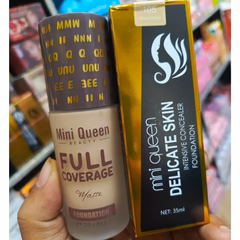 Mini Queen
BEAUTY
FULL
COVERAGE
Matte
FOUNDATION
mini queen
DELICATE SKIN
INTENSIVE CONCEALER
FOUNDATION
NET: 35ml